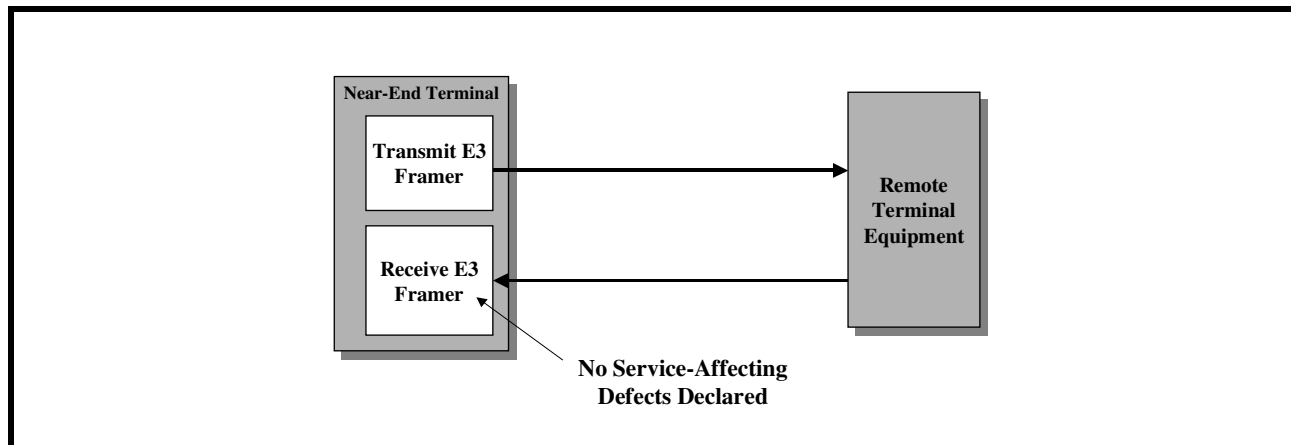 Near-End Terminal
Transmit E3
Framer
Receive E3
Framer
Remote
Terminal
Equipment
No Service-Affecting
Defects Declared